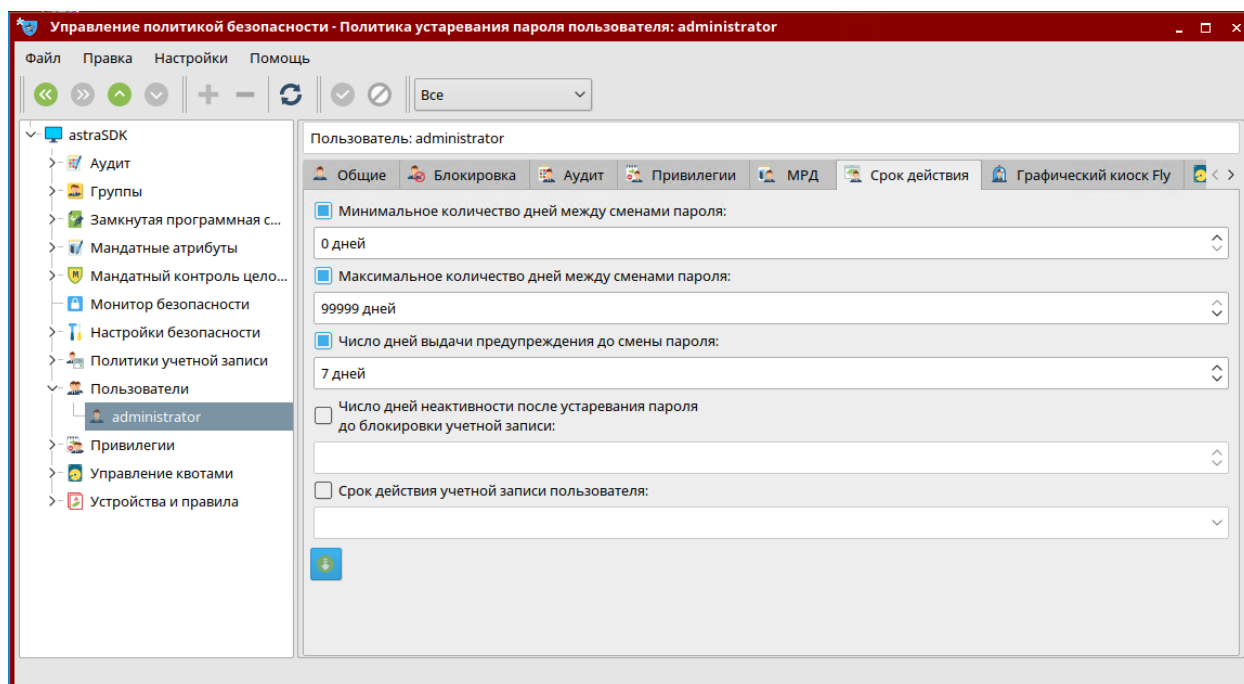 Управление политикой безопасности - Политика устаревания пароля пользователя: administrator
Файл Правка Настройки Помощь
Все
astraSDK
Аудит
Группы
Замкнутая программная с...
Мандатные атрибуты
Мандатный контроль цело...
Монитор безопасности
Настройки безопасности
Политики учетной записи
Пользователи
administrator
Привилегии
Управление квотами
Устройства и правила
Пользователь: administrator
Общие Блокировка Аудит Привилегии МРД Срок действия Графический киоск Fly
Минимальное количество дней между сменами пароля:
0 дней
Максимальное количество дней между сменами пароля:
99999 дней
Число дней выдачи предупреждения до смены пароля:
7 дней
Число дней неактивности после устаревания пароля
до блокировки учетной записи:
Срок действия учетной записи пользователя: